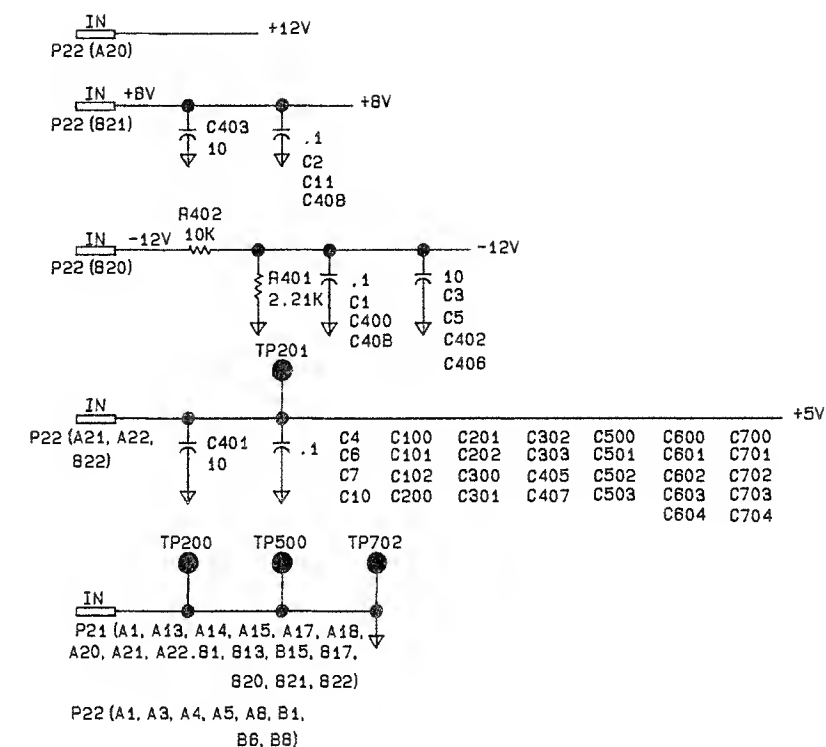 IN
+12V
P22 (A20)
IN +8V
+8V
P22 (B21)
C403
10
.1
C2
C11
C408
R402
10K
IN -12V
-12V
P22 (B20)
R401
2.21K
.1
C1
C400
C408
10
C3
C5
C402
C406
TP201
IN
+5V
P22 (A21, A22,
B22)
C401
10
.1
C4 C100 C201 C302 C500 C600 C700
C6 C101 C202 C303 C501 C601 C701
C7 C102 C300 C405 C502 C602 C702
C10 C200 C301 C407 C503 C603 C703
C604 C704
TP200 TP500 TP702
IN
P21 (A1, A13, A14, A15, A17, A18,
A20, A21, A22.B1, B13, B15, B17,
B20, B21, B22)
P22 (A1, A3, A4, A5, A8, B1,
B6, B8)